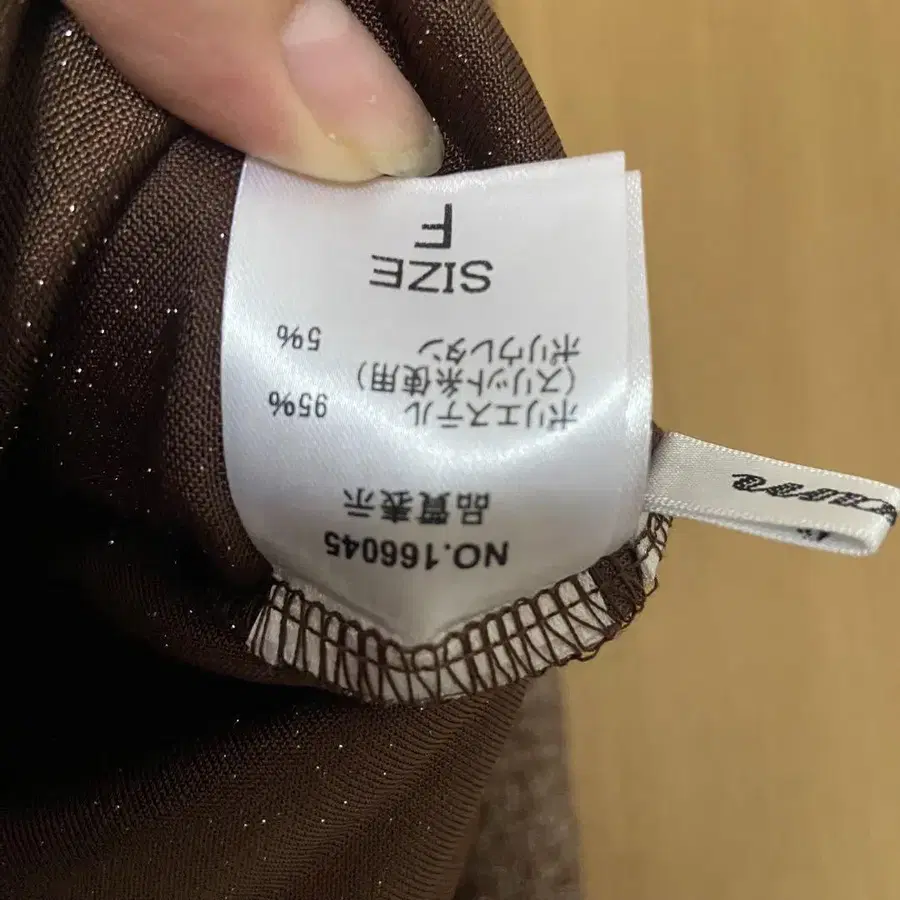 NO.166045
品質表示
ポリエステル 95%
(スリット糸使用)
ポリウレタン 5%
SIZE
F